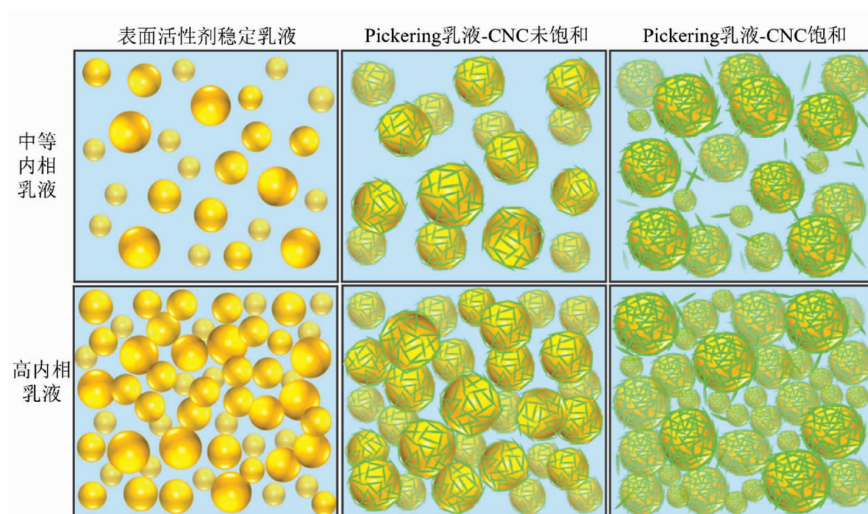 表面活性剂稳定乳液
Pickering乳液-CNC未饱和
Pickering乳液-CNC饱和
中等
内相
乳液
高内相
乳液